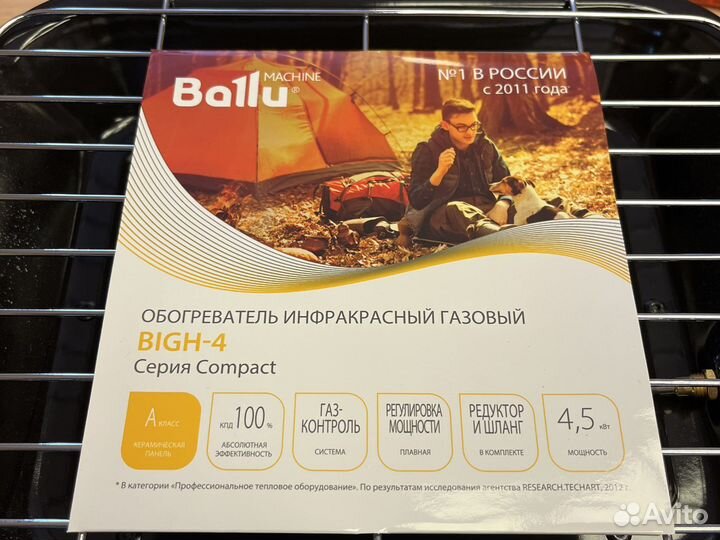 Ballu MACHINE
®
№1 В РОССИИ
с 2011 года
ОБОГРЕВАТЕЛЬ ИНФРАКРАСНЫЙ ГАЗОВЫЙ
BIGH-4
Серия Compact
А КЛАСС
КЕРАМИЧЕСКАЯ
ПАНЕЛЬ
КПД 100 %
АБСОЛЮТНАЯ
ЭФФЕКТИВНОСТЬ
ГАЗ-
КОНТРОЛЬ
СИСТЕМА
РЕГУЛИРОВКА
МОЩНОСТИ
ПЛАВНАЯ
РЕДУКТОР
И ШЛАНГ
В КОМПЛЕКТЕ
4,5 кВт
МОЩНОСТЬ
* В категории «Профессиональное тепловое оборудование». По результатам исследования агентства RESEARCH.TECHART, 2012 г.
Avito